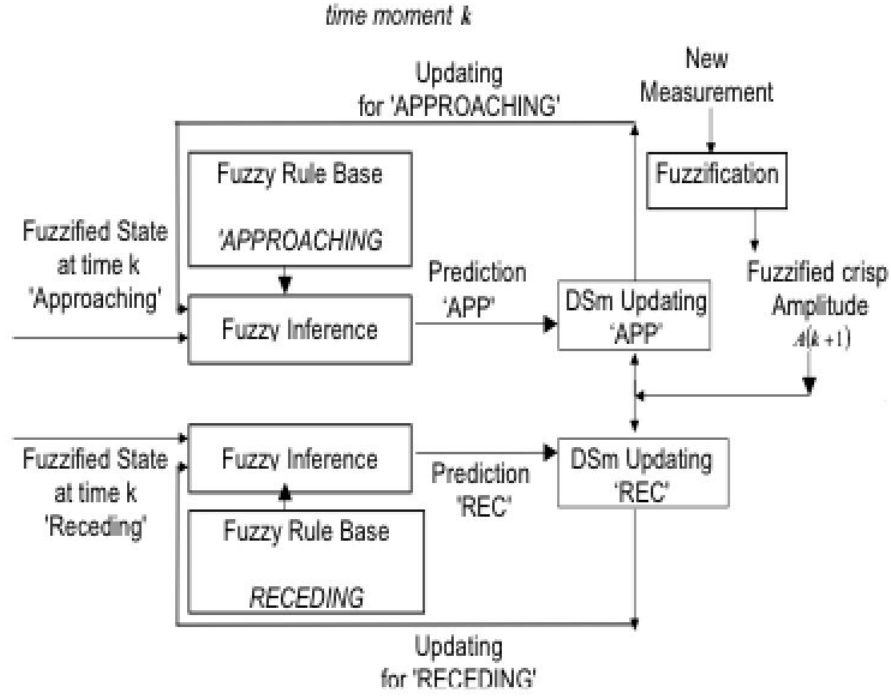 time moment k
Updating
for 'APPROACHING'
New
Measurement
Fuzzy Rule Base
'APPROACHING
Fuzzification
Fuzzified State
at time k
'Approaching'
Prediction
'APP'
Fuzzified crisp
Amplitude
A(k+1)
Fuzzy Inference
DSm Updating
'APP'
Fuzzy Inference
DSm Updating
'REC'
Fuzzified State
at time k
'Receding'
Prediction
'REC'
Fuzzy Rule Base
RECEDING
Updating
for 'RECEDING'